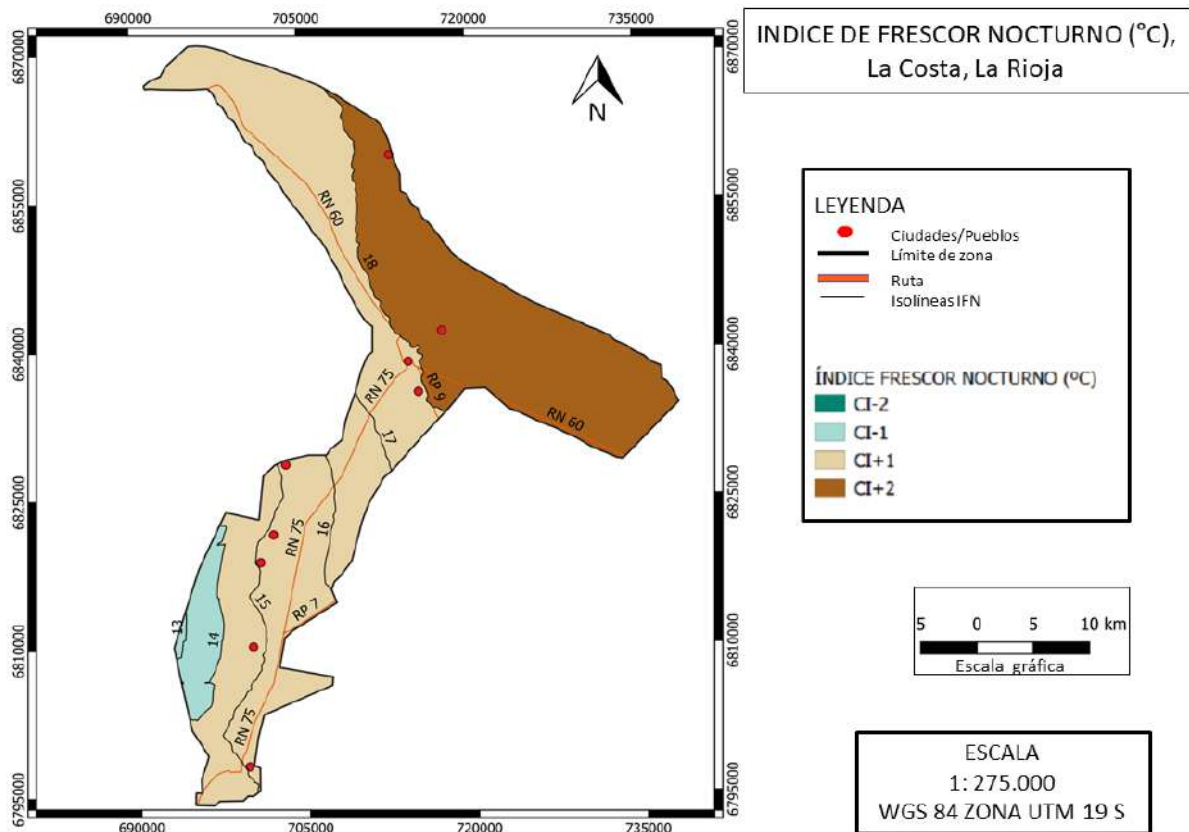 INDICE DE FRESCOR NOCTURNO (°C),
La Costa, La Rioja
690000
705000
720000
735000
6870000
6855000
6840000
6825000
6810000
6795000
6870000
6855000
6840000
6825000
6810000
6795000
690000
705000
720000
735000
N
RN 60
18
RN 75
RP 9
RN 60
17
16
RN 75
15
RP 7
13
14
RN 75
LEYENDA
Ciudades/Pueblos
Límite de zona
Ruta
Isolíneas IFN
ÍNDICE FRESCOR NOCTURNO (ºC)
CI-2
CI-1
CI+1
CI+2
5 0 5 10 km
Escala gráfica
ESCALA
1: 275.000
WGS 84 ZONA UTM 19 S